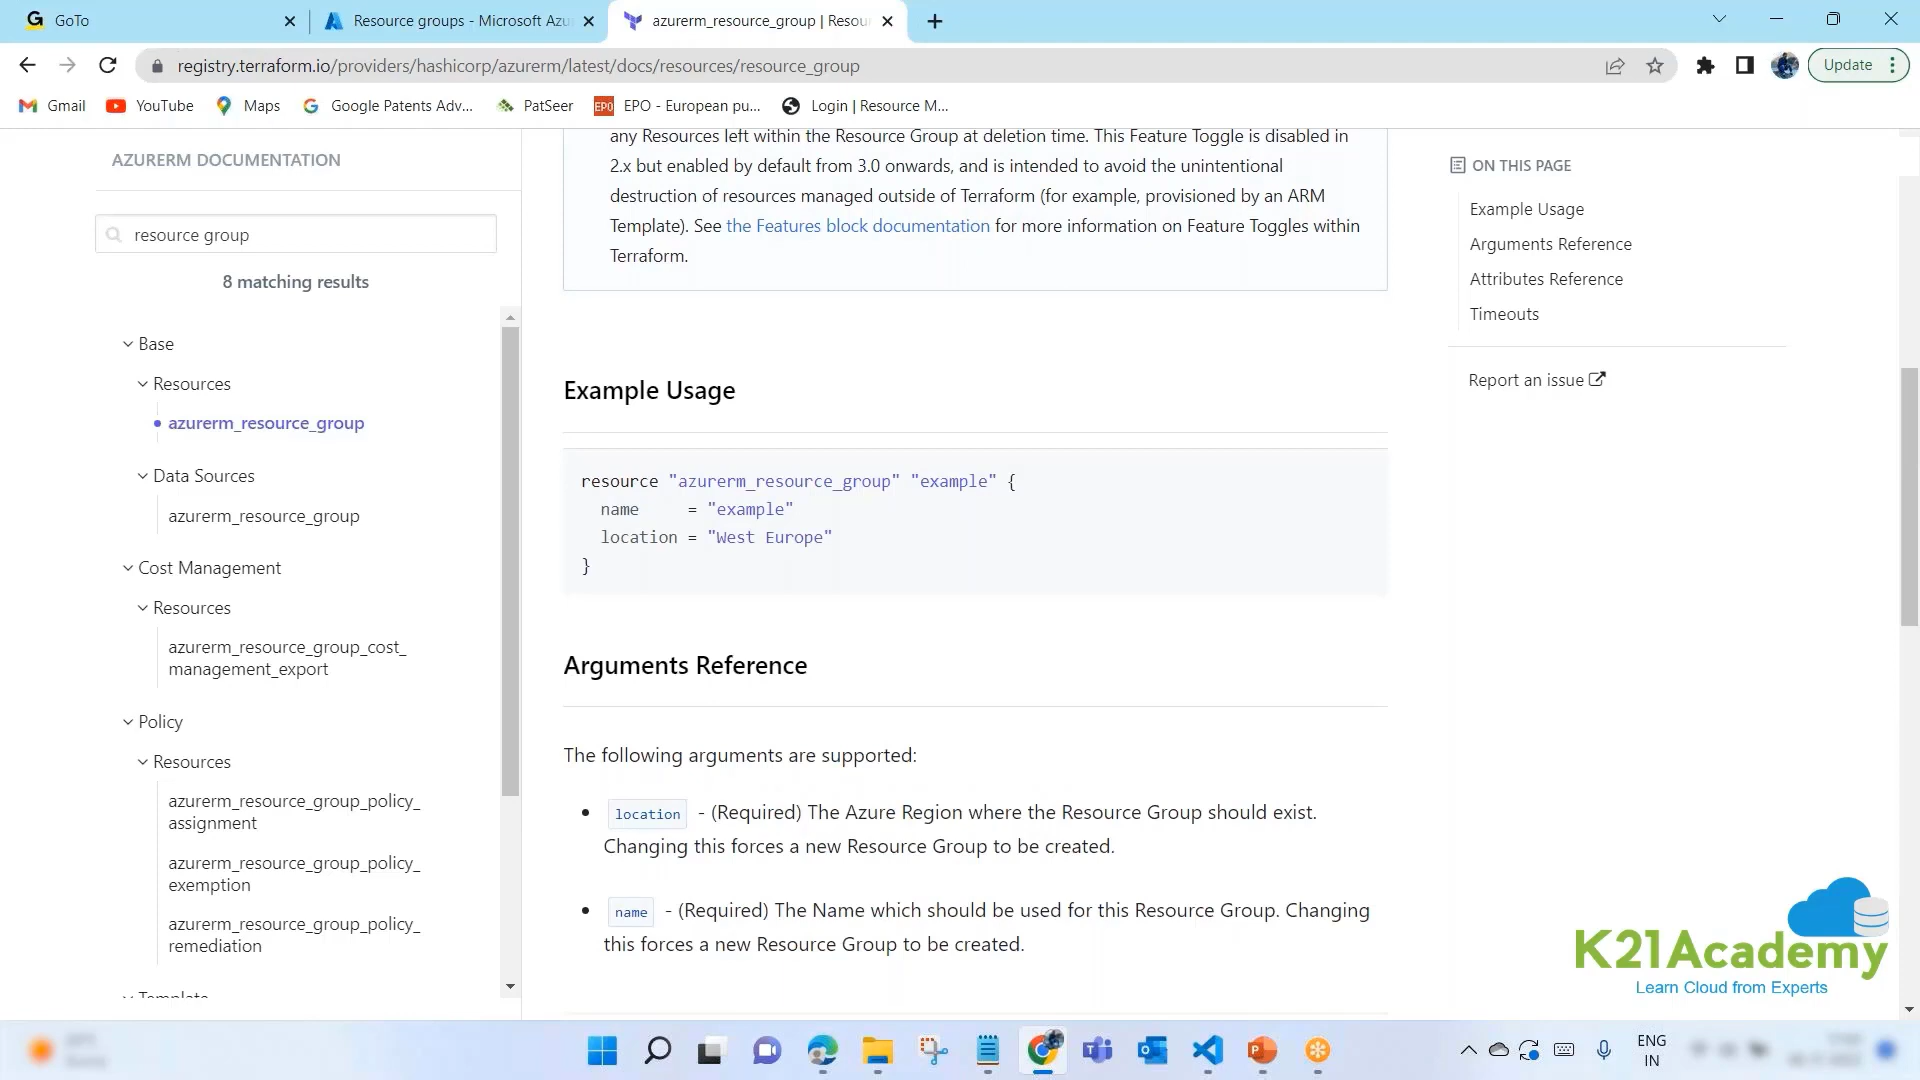 GoTo
Resource groups - Microsoft Azu
azurerm_resource_group | Resou
registry.terraform.io/providers/hashicorp/azurerm/latest/docs/resources/resource_group
Update
Gmail
YouTube
Maps
Google Patents Adv...
PatSeer
EPO
EPO - European pu...
Login | Resource M...
AZURERM DOCUMENTATION
resource group
8 matching results
Base
Resources
azurerm_resource_group
Data Sources
azurerm_resource_group
Cost Management
Resources
azurerm_resource_group_cost_
management_export
Policy
Resources
azurerm_resource_group_policy_
assignment
azurerm_resource_group_policy_
exemption
azurerm_resource_group_policy_
remediation
Template
any Resources left within the Resource Group at deletion time. This Feature Toggle is disabled in
2.x but enabled by default from 3.0 onwards, and is intended to avoid the unintentional
destruction of resources managed outside of Terraform (for example, provisioned by an ARM
Template). See the Features block documentation for more information on Feature Toggles within
Terraform.
Example Usage
resource "azurerm_resource_group" "example" {
name = "example"
location = "West Europe"
}
Arguments Reference
The following arguments are supported:
• location - (Required) The Azure Region where the Resource Group should exist.
Changing this forces a new Resource Group to be created.
• name - (Required) The Name which should be used for this Resource Group. Changing
this forces a new Resource Group to be created.
ON THIS PAGE
Example Usage
Arguments Reference
Attributes Reference
Timeouts
Report an issue
K21Academy
Learn Cloud from Experts
ENG
IN